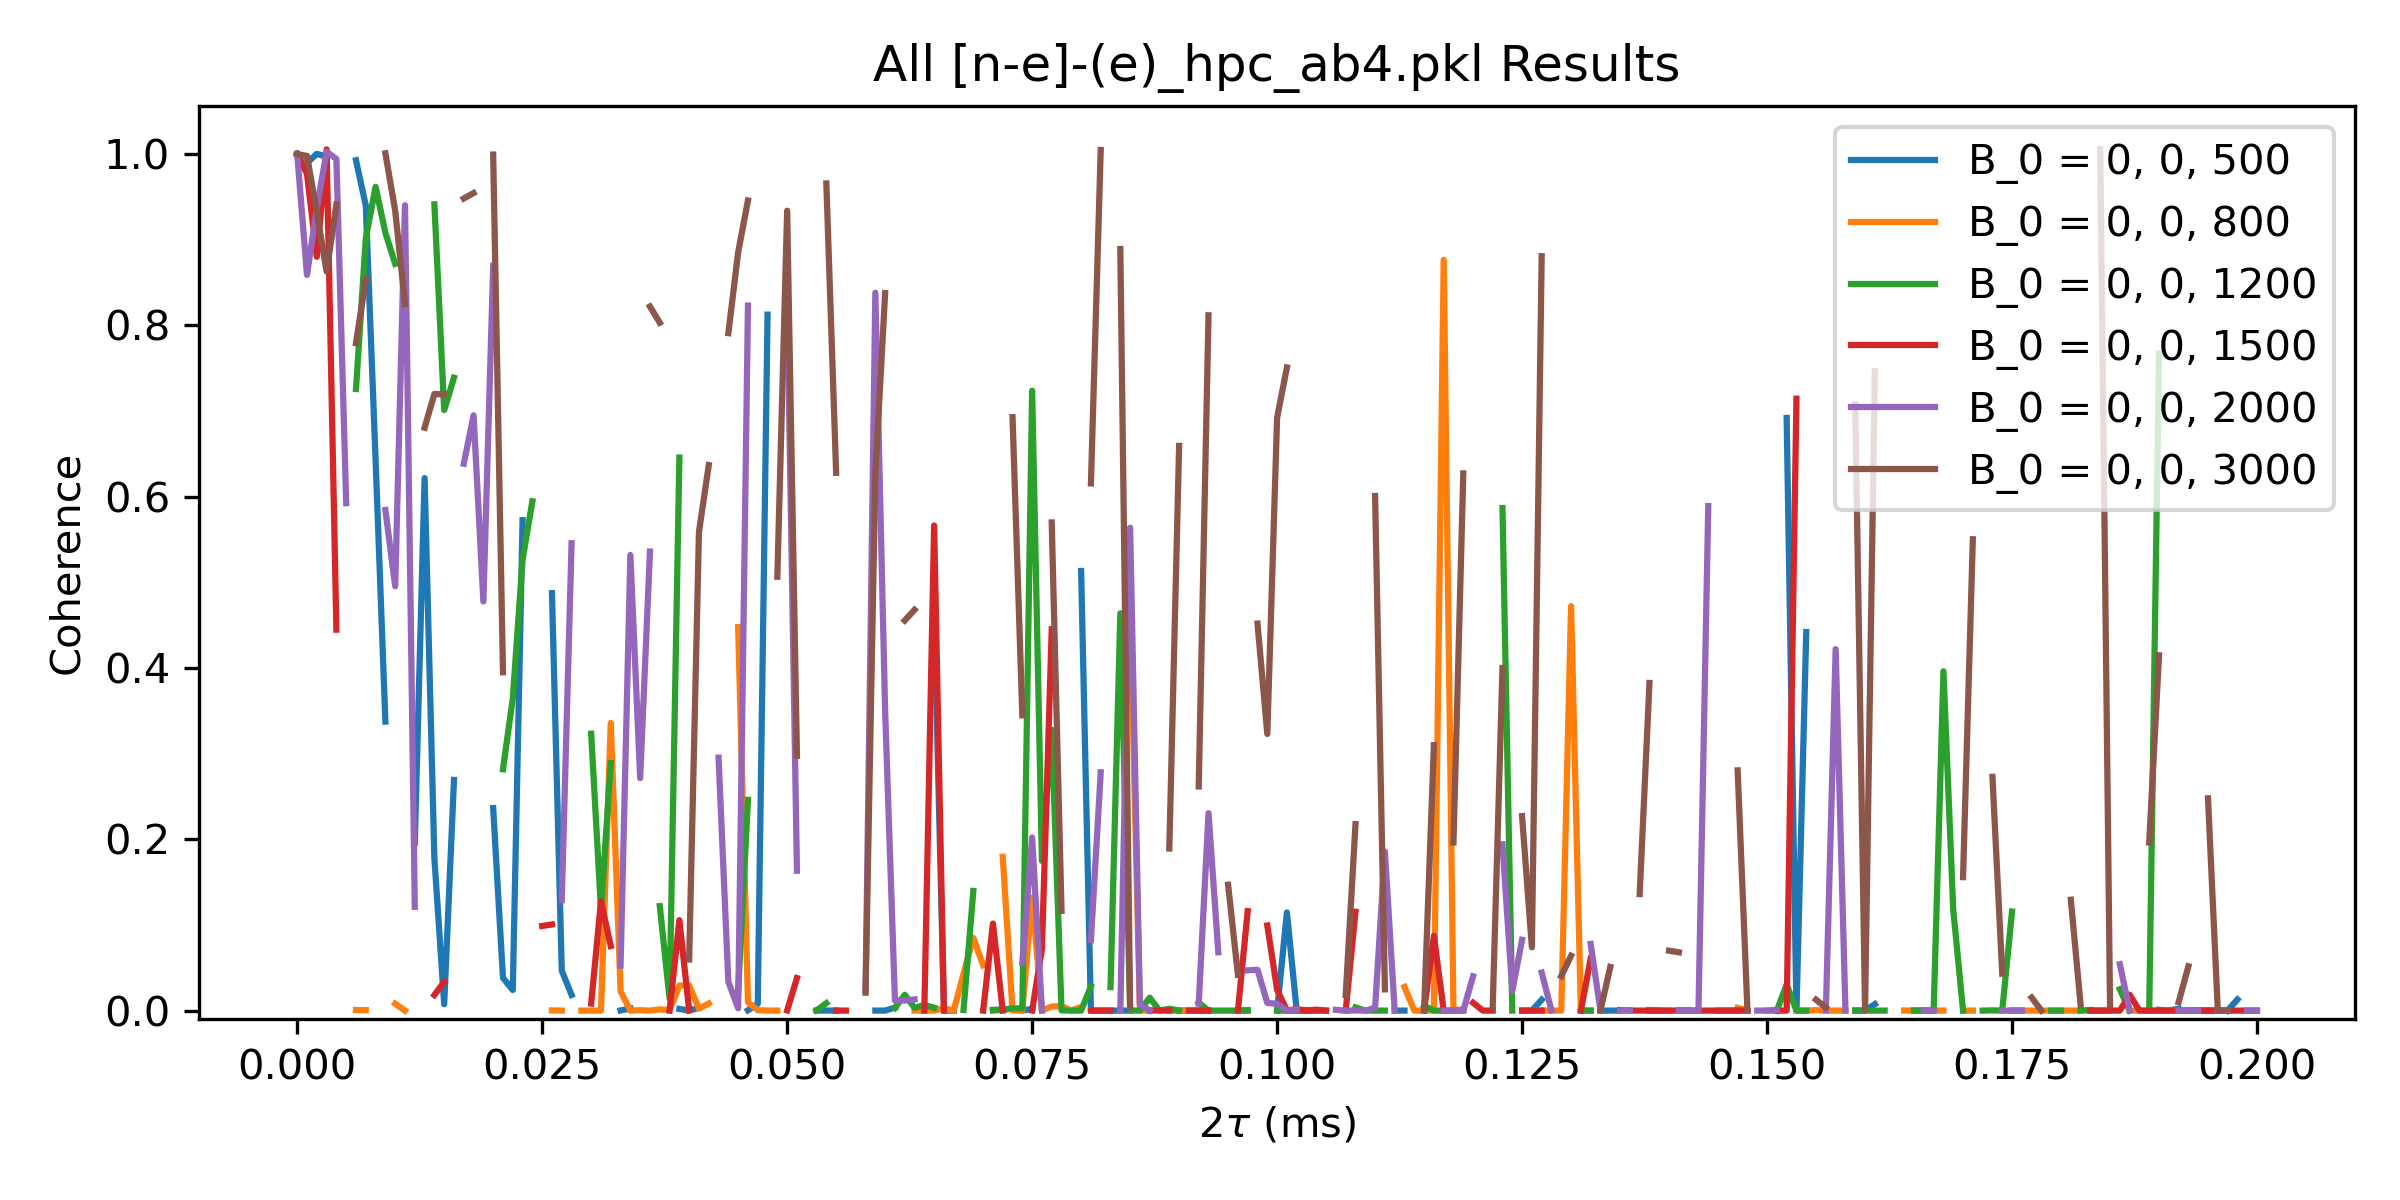 All [n-e]-(e)_hpc_ab4.pkl Results
1.0
0.8
0.6
0.4
0.2
0.0
Coherence
B_0 = 0, 0, 500
B_0 = 0, 0, 800
B_0 = 0, 0, 1200
B_0 = 0, 0, 1500
B_0 = 0, 0, 2000
B_0 = 0, 0, 3000
0.000 0.025 0.050 0.075 0.100 0.125 0.150 0.175 0.200
2τ (ms)